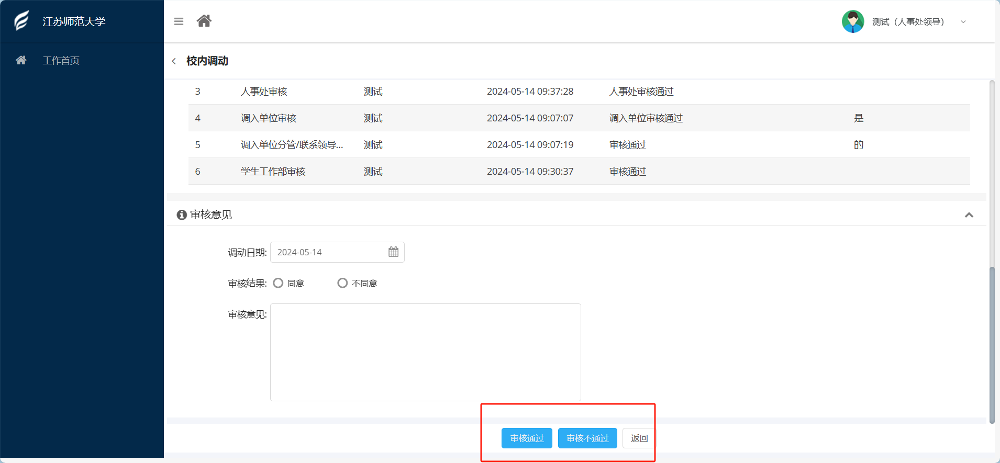 江苏师范大学
测试（人事处领导）
工作首页
校内调动
3 人事处审核 测试 2024-05-14 09:37:28 人事处审核通过
4 调入单位审核 测试 2024-05-14 09:07:07 调入单位审核通过 是
5 调入单位分管/联系领导... 测试 2024-05-14 09:07:19 审核通过 的
6 学生工作部审核 测试 2024-05-14 09:30:37 审核通过
审核意见
调动日期: 2024-05-14
审核结果: 同意 不同意
审核意见:
审核通过 审核不通过 返回